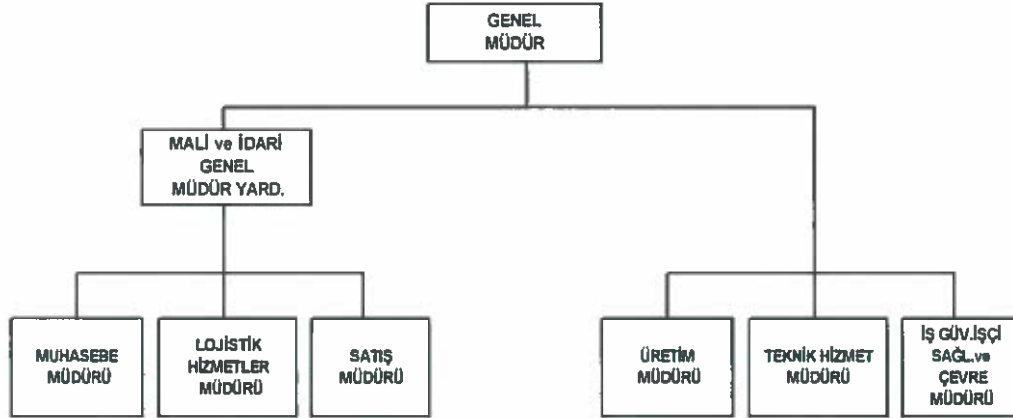 GENEL
MÜDÜR
MALİ ve İDARİ
GENEL
MÜDÜR YARD.
MUHASEBE
MÜDÜRÜ
LOJİSTİK
HİZMETLER
MÜDÜRÜ
SATIŞ
MÜDÜRÜ
ÜRETİM
MÜDÜRÜ
TEKNİK HİZMET
MÜDÜRÜ
İŞ GÜV.İŞÇİ
SAĞL.ve
ÇEVRE
MÜDÜRÜ